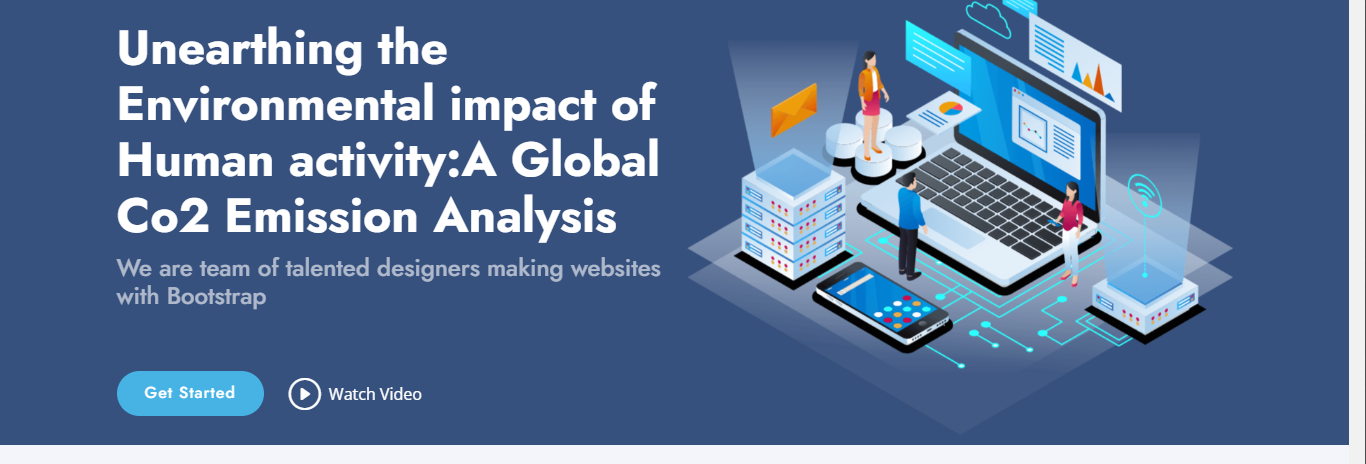 Unearthing the
Environmental impact of
Human activity:A Global
Co2 Emission Analysis
We are team of talented designers making websites
with Bootstrap
Get Started
Watch Video